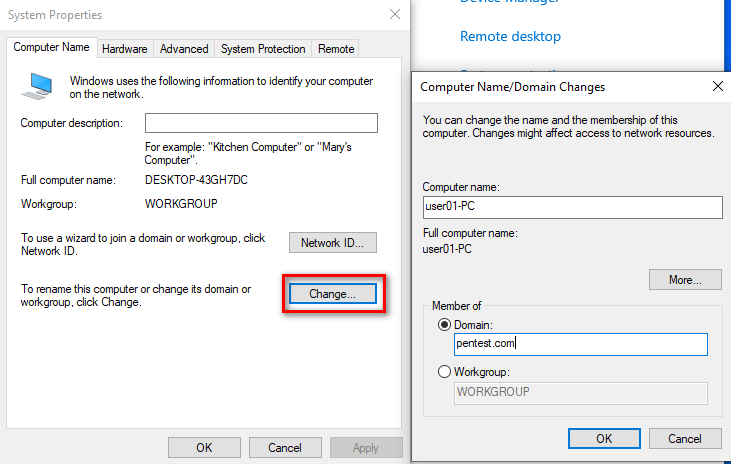 System Properties
Computer Name
Hardware
Advanced
System Protection
Remote
Windows uses the following information to identify your computer
on the network.
Computer description:
For example: "Kitchen Computer" or "Mary's
Computer".
Full computer name:
DESKTOP-43GH7DC
Workgroup:
WORKGROUP
To use a wizard to join a domain or workgroup, click
Network ID.
Network ID...
To rename this computer or change its domain or
workgroup, click Change.
Change...
OK
Cancel
Apply
Remote desktop
Computer Name/Domain Changes
You can change the name and the membership of this
computer. Changes might affect access to network resources.
Computer name:
user01-PC
Full computer name:
user01-PC
More...
Member of
Domain:
pentest.com
Workgroup:
WORKGROUP
OK
Cancel